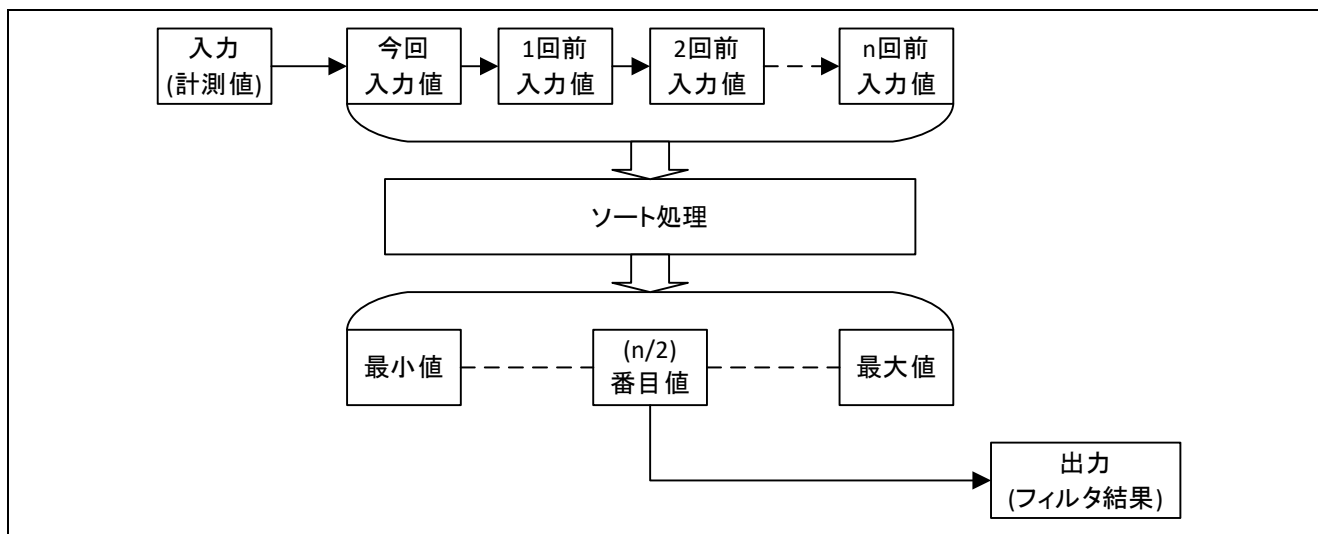 入力
(計測値)
今回
入力値
1回前
入力値
2回前
入力値
n回前
入力値
ソート処理
最小値
(n/2)
番目値
最大値
出力
(フィルタ結果)